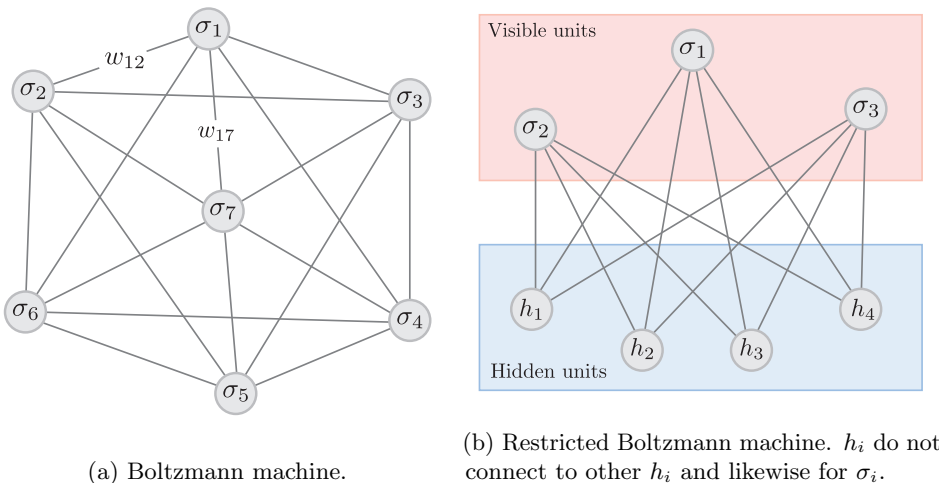 σ₁
w₁₂
σ₂
σ₃
w₁₇
σ₇
σ₆
σ₄
σ₅
(a) Boltzmann machine.
Visible units
σ₁
σ₃
σ₂
h₁
h₄
h₂
h₃
Hidden units
(b) Restricted Boltzmann machine. hᵢ do not
connect to other hᵢ and likewise for σᵢ.